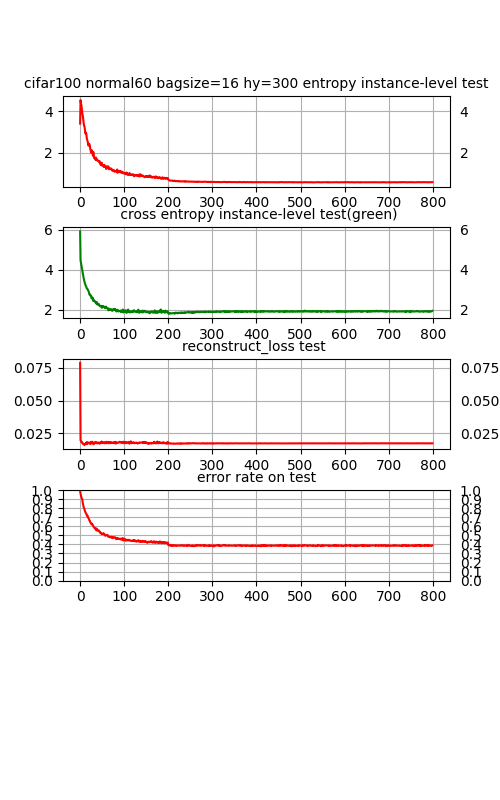 cifar100 normal60 bagsize=16 hy=300 entropy instance-level test
4 4
2 2
0 100 200 300 400 500 600 700 800
cross entropy instance-level test(green)
6 6
4 4
2 2
0 100 200 300 400 500 600 700 800
reconstruct_loss test
0.075 0.075
0.050 0.050
0.025 0.025
0 100 200 300 400 500 600 700 800
error rate on test
1.0 1.0
0.9 0.9
0.8 0.8
0.7 0.7
0.6 0.6
0.5 0.5
0.4 0.4
0.3 0.3
0.2 0.2
0.1 0.1
0.0 0.0
0 100 200 300 400 500 600 700 800